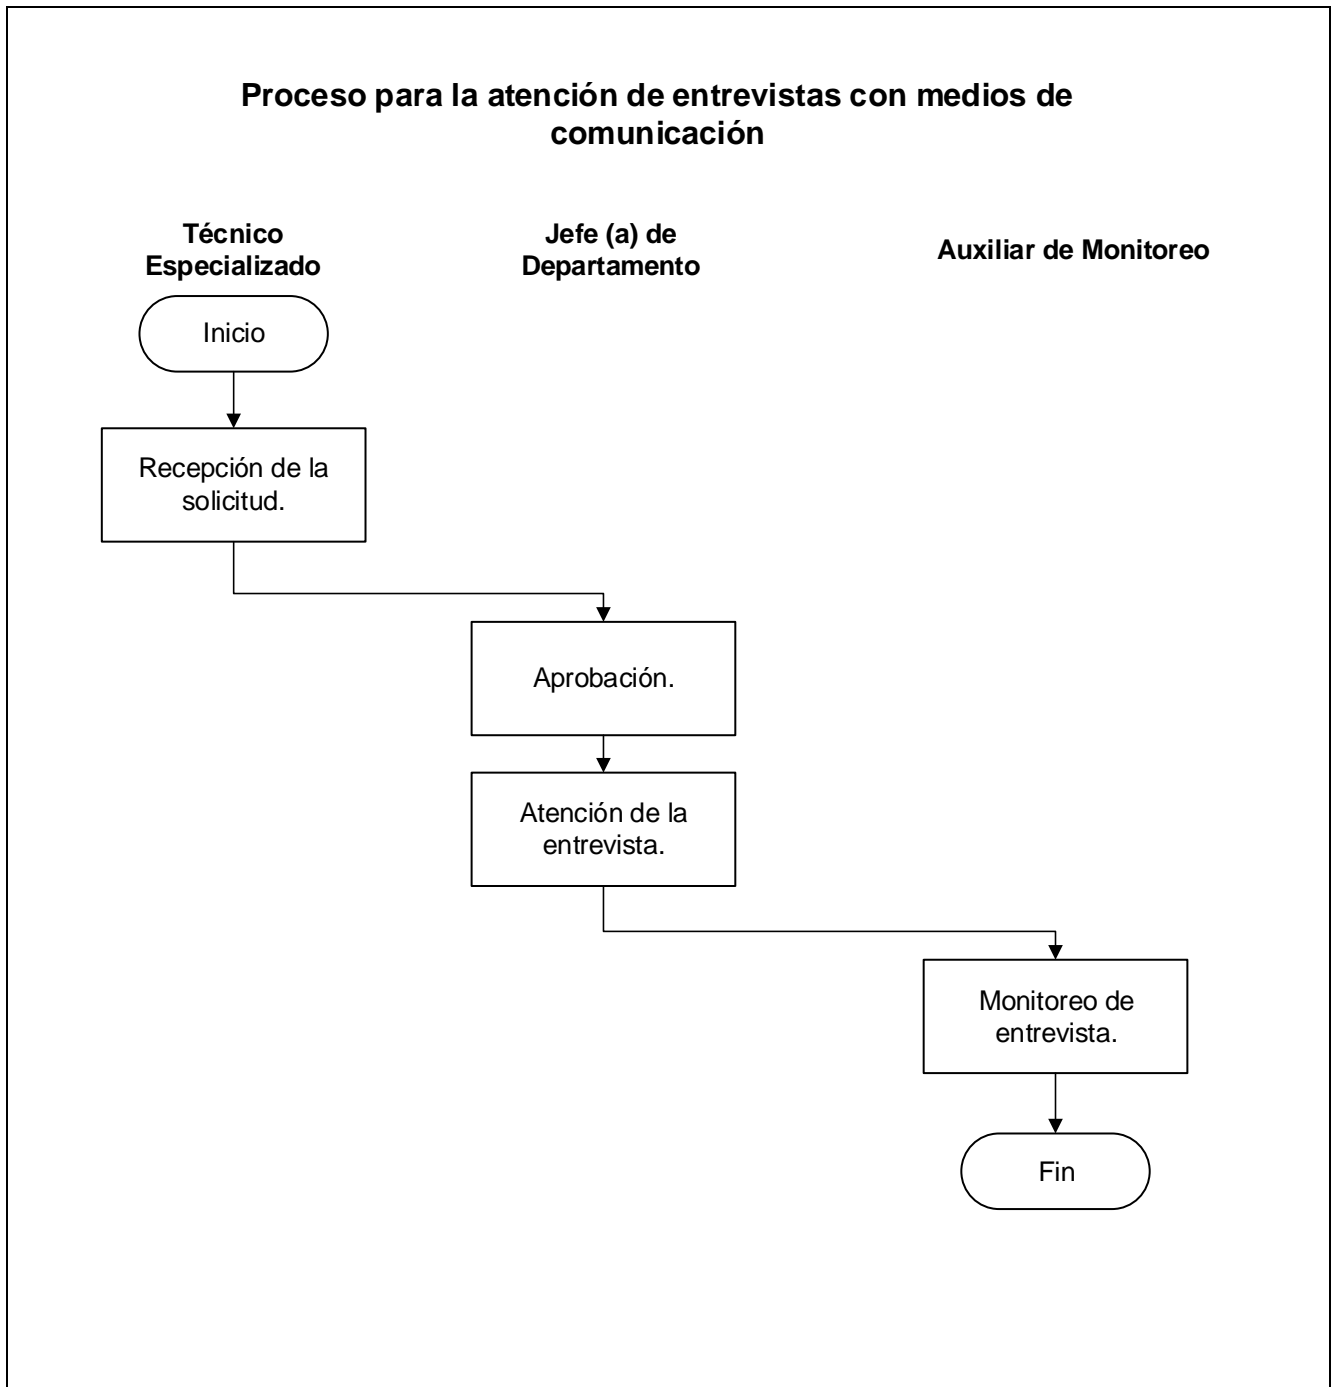 Proceso para la atención de entrevistas con medios de
comunicación
Técnico
Especializado
Jefe (a) de
Departamento
Auxiliar de Monitoreo
Inicio
Recepción de la
solicitud.
Aprobación.
Atención de la
entrevista.
Monitoreo de
entrevista.
Fin